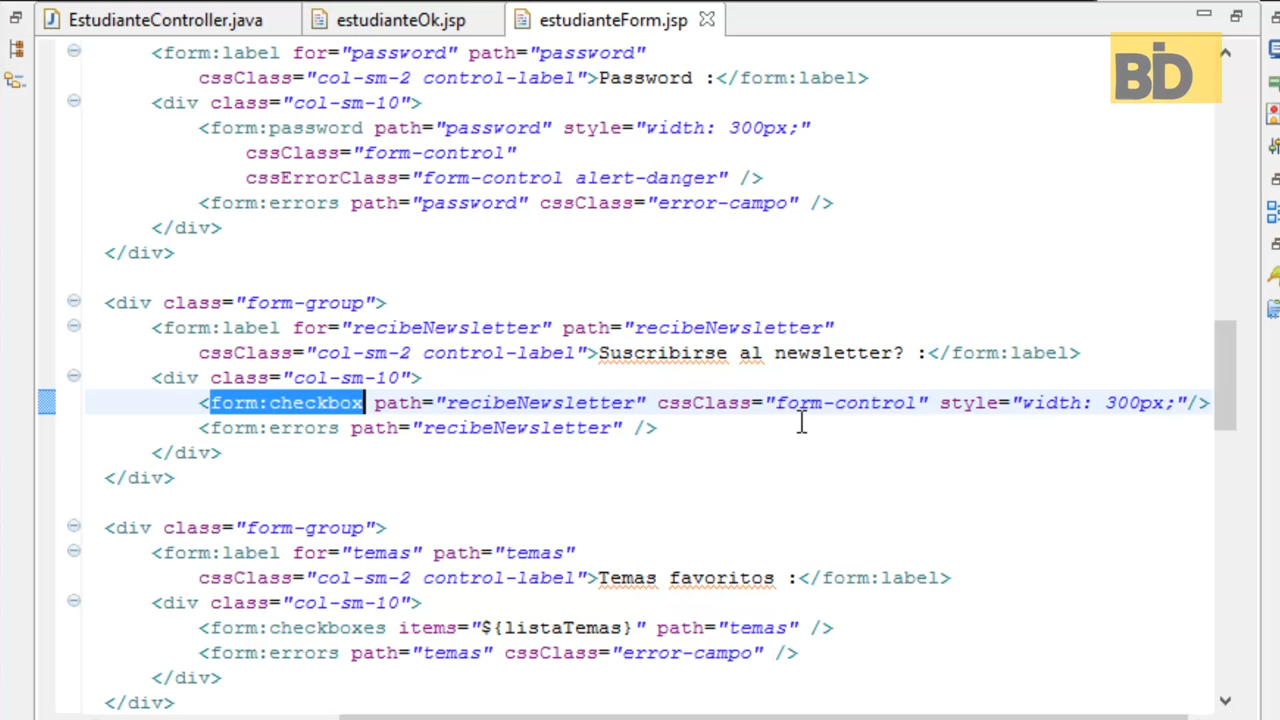 EstudianteController.java estudianteOk.jsp estudianteForm.jsp
BD
<form:label for="password" path="password"
cssClass="col-sm-2 control-label">Password :</form:label>
<div class="col-sm-10">
<form:password path="password" style="width: 300px;"
cssClass="form-control"
cssErrorClass="form-control alert-danger" />
<form:errors path="password" cssClass="error-campo" />
</div>
</div>
<div class="form-group">
<form:label for="recibeNewsletter" path="recibeNewsletter"
cssClass="col-sm-2 control-label">Suscribirse al newsletter? :</form:label>
<div class="col-sm-10">
<form:checkbox path="recibeNewsletter" cssClass="form-control" style="width: 300px;"/>
<form:errors path="recibeNewsletter" />
</div>
</div>
<div class="form-group">
<form:label for="temas" path="temas"
cssClass="col-sm-2 control-label">Temas favoritos :</form:label>
<div class="col-sm-10">
<form:checkboxes items="${listaTemas}" path="temas" />
<form:errors path="temas" cssClass="error-campo" />
</div>
</div>